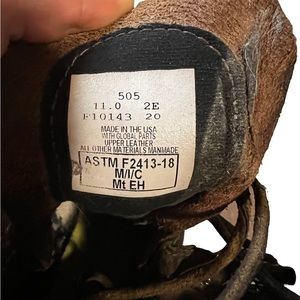 505
11.0 2E
F10143 20
MADE IN THE USA
WITH GLOBAL PARTS
UPPER LEATHER
ALL OTHER MATERIALS MANMADE
ASTM F2413-18
M/I/C
Mt EH